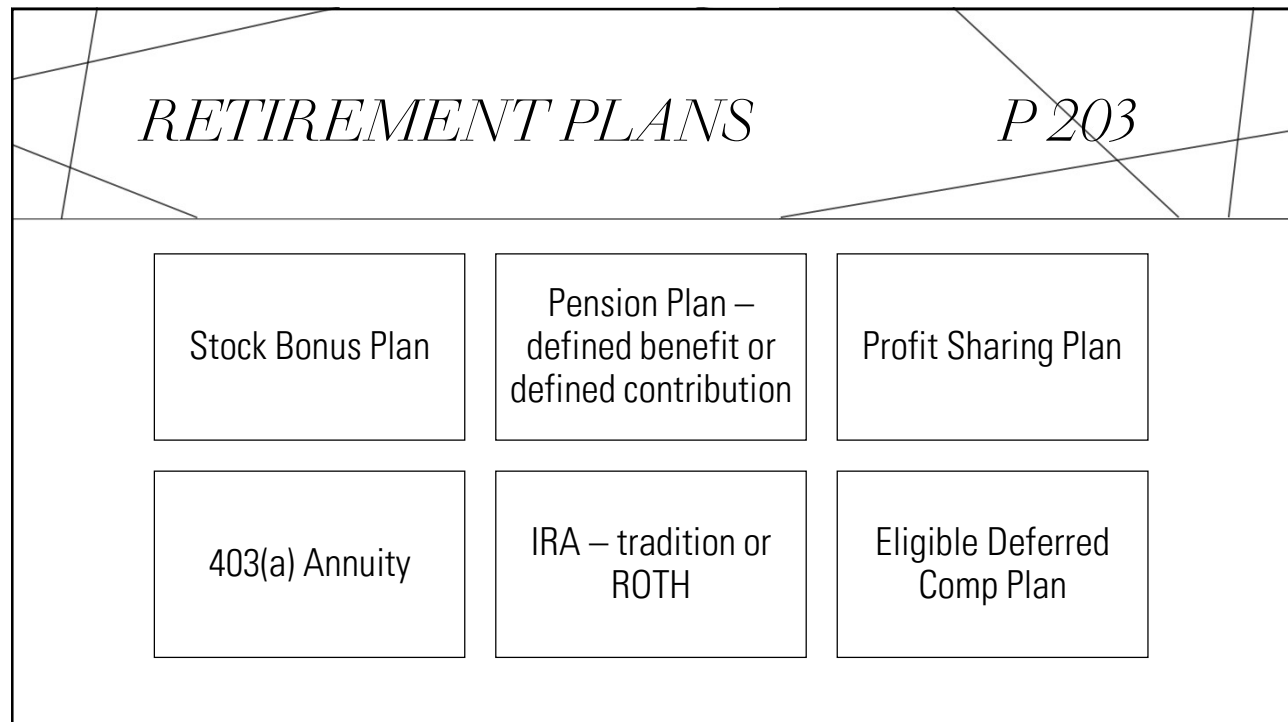 RETIREMENT PLANS P 203
Stock Bonus Plan
Pension Plan –
defined benefit or
defined contribution
Profit Sharing Plan
403(a) Annuity
IRA – tradition or
ROTH
Eligible Deferred
Comp Plan